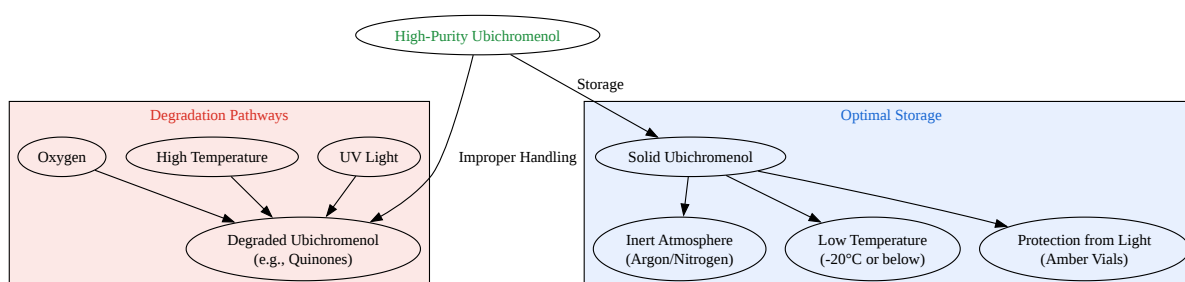 High-Purity Ubichromenol
Storage
Degradation Pathways
Optimal Storage
Oxygen
High Temperature
UV Light
Improper Handling
Solid Ubichromenol
Degraded Ubichromenol
(e.g., Quinones)
Inert Atmosphere
(Argon/Nitrogen)
Low Temperature
(-20°C or below)
Protection from Light
(Amber Vials)